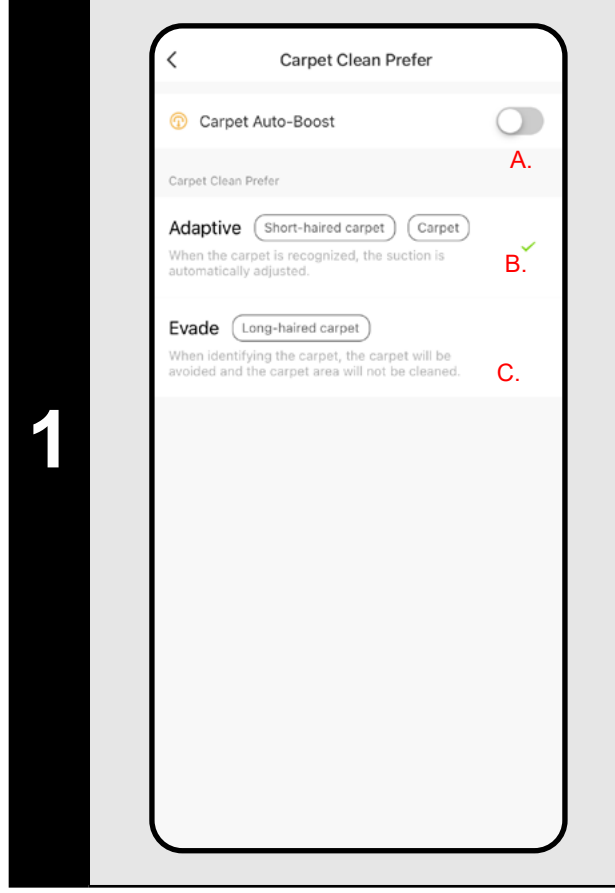 Carpet Clean Prefer
Carpet Auto-Boost
A.
Carpet Clean Prefer
Adaptive Short-haired carpet Carpet
When the carpet is recognized, the suction is
automatically adjusted.
B.
Evade Long-haired carpet
When identifying the carpet, the carpet will be
avoided and the carpet area will not be cleaned.
C.
1